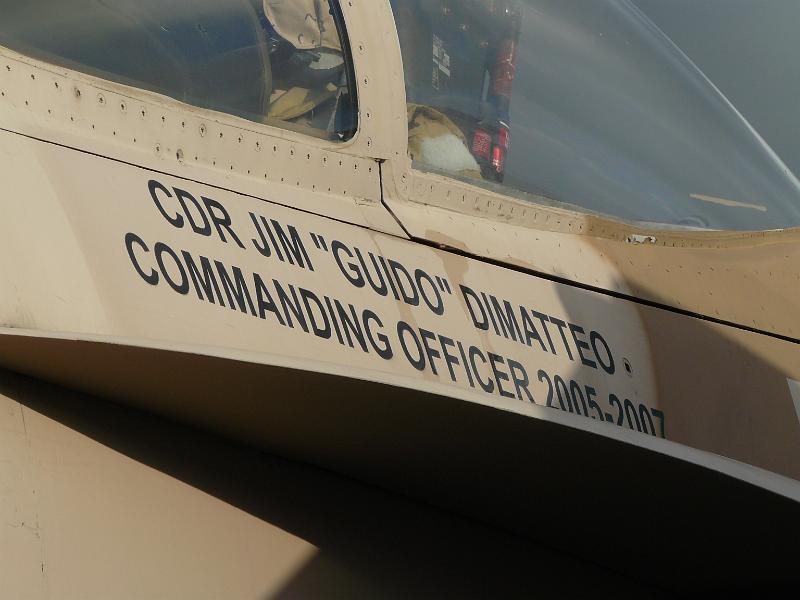 CDR JIM "GUIDO" DIMATTEO
COMMANDING OFFICER 2005-2007